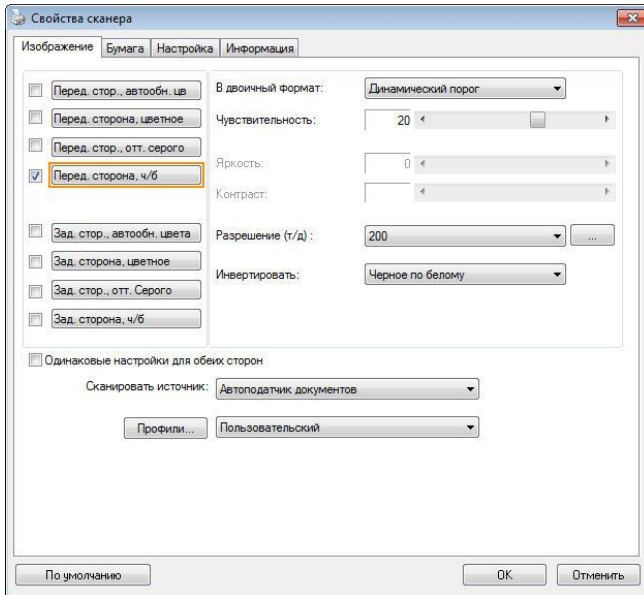 Свойства сканера
Изображение Бумага Настройка Информация
Перед. стор., автообн. цв
Перед. сторона, цветное
Перед. стор., отт. серого
Перед. сторона, ч/б
Зад. стор., автообн. цвета
Зад. сторона, цветное
Зад. стор., отт. Серого
Зад. сторона, ч/б
В двоичный формат: Динамический порог
Чувствительность: 20
Яркость: 0
Контраст:
Разрешение (т/д) : 200 ...
Инвертировать: Черное по белому
Одинаковые настройки для обеих сторон
Сканировать источник: Автоподатчик документов
Профили... Пользовательский
По умолчанию OK Отменить